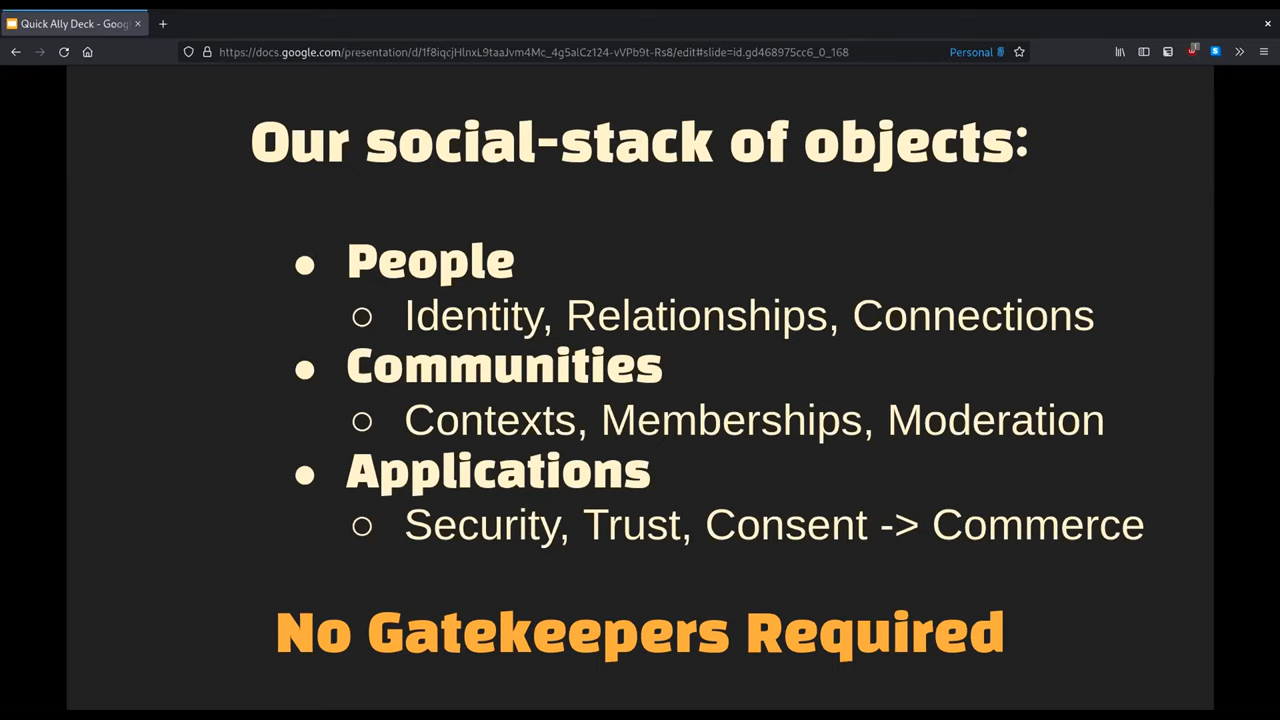 Quick Ally Deck - Goog
https://docs.google.com/presentation/d/1f8iqcjHlnxL9taaJvm4Mc_4g5alCz124-vVPb9t-Rs8/edit#slide=id.gd468975cc6_0_168
Personal
Our social-stack of objects:
● People
○ Identity, Relationships, Connections
● Communities
○ Contexts, Memberships, Moderation
● Applications
○ Security, Trust, Consent -> Commerce
No Gatekeepers Required